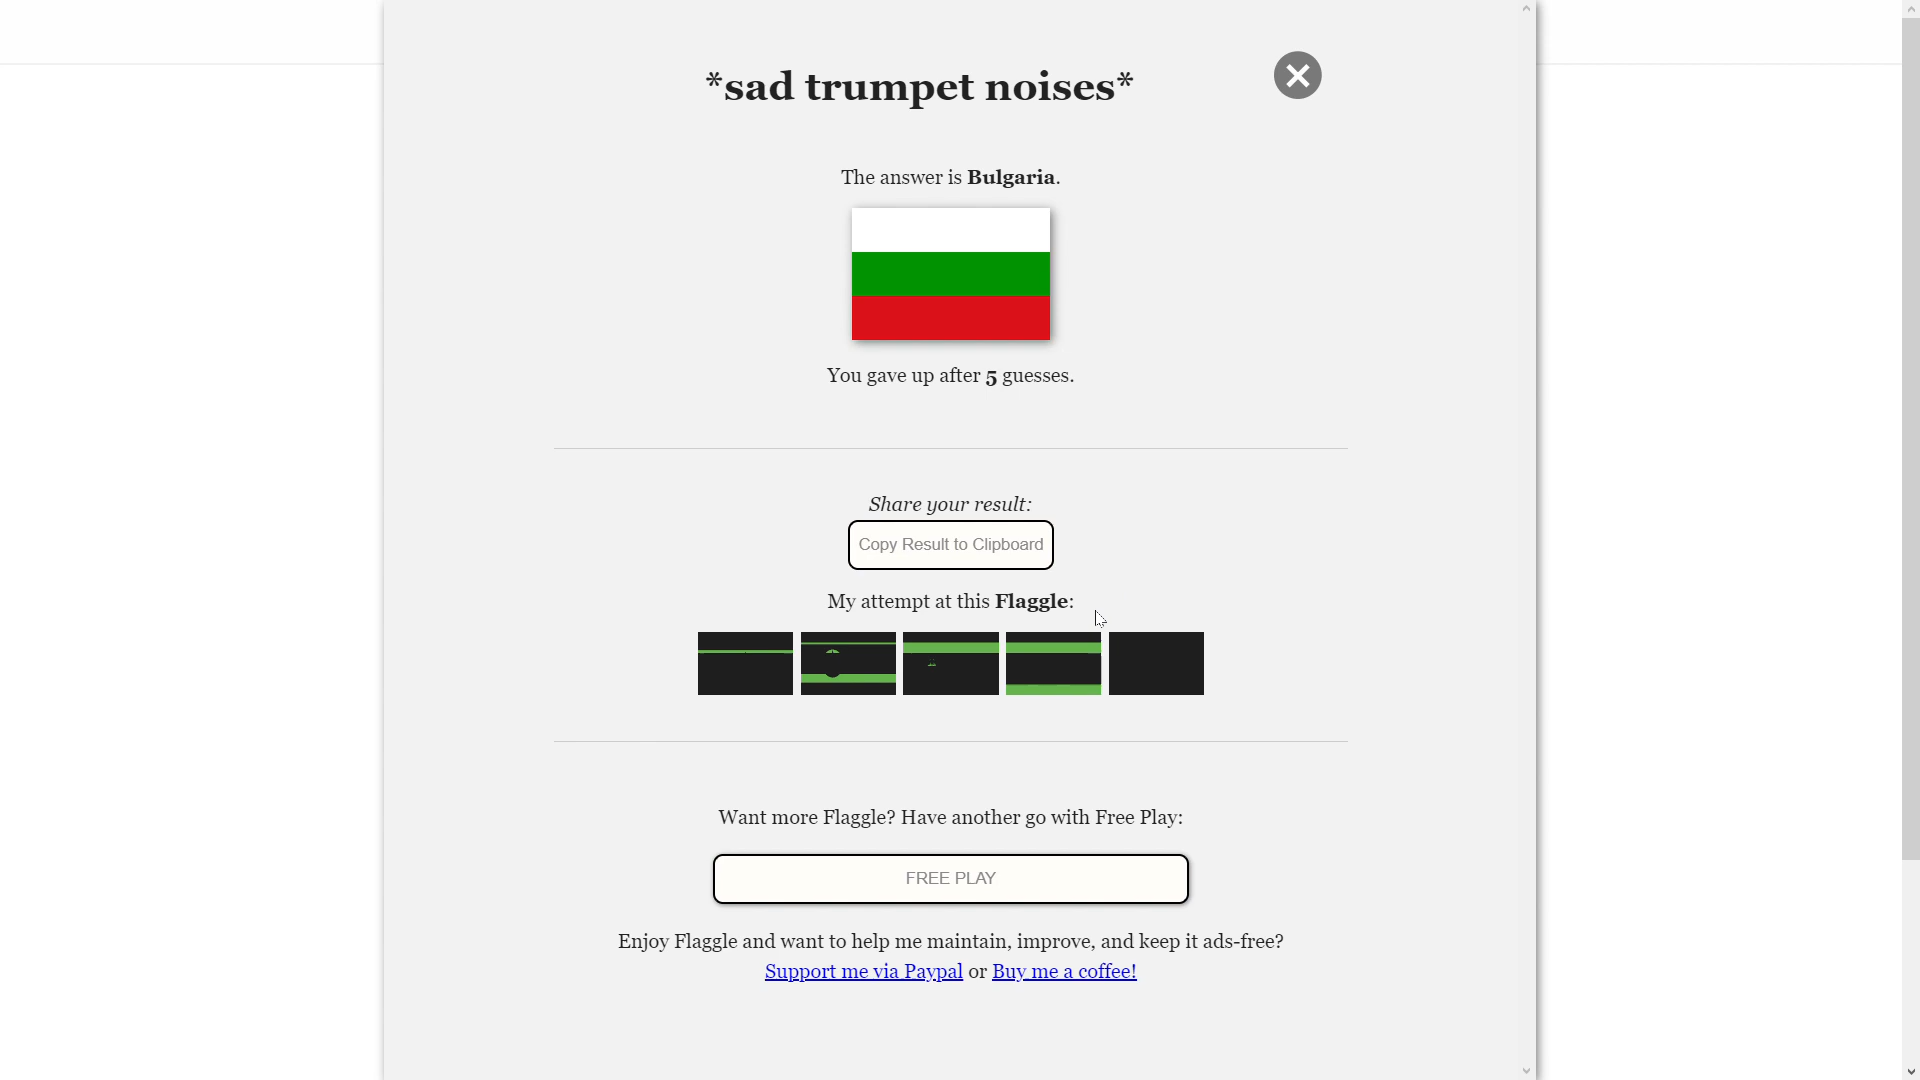 *sad trumpet noises*
The answer is Bulgaria.
You gave up after 5 guesses.
Share your result:
Copy Result to Clipboard
My attempt at this Flaggle:
Want more Flaggle? Have another go with Free Play:
FREE PLAY
Enjoy Flaggle and want to help me maintain, improve, and keep it ads-free?
Support me via Paypal or Buy me a coffee!